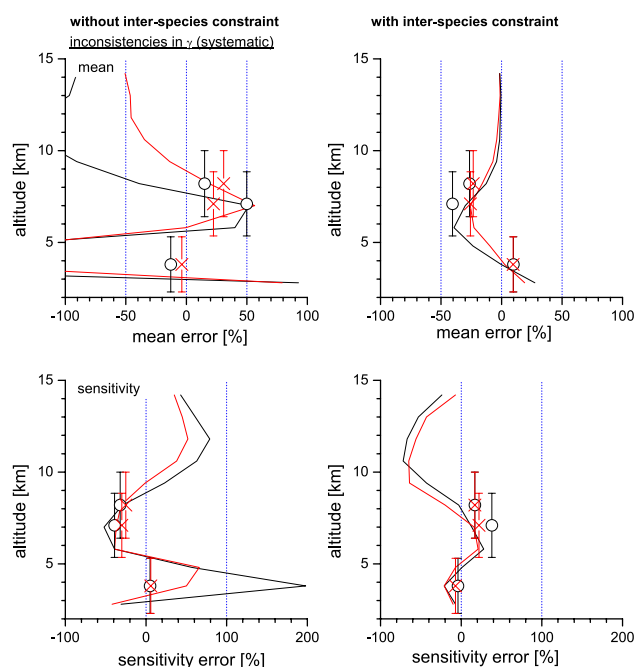 without inter-species constraint
with inter-species constraint
inconsistencies in γ (systematic)
15
mean
10
5
altitude [km]
-100 -50 0 50 100
mean error [%]
15
10
5
altitude [km]
-100 -50 0 50 100
mean error [%]
15
sensitivity
10
5
altitude [km]
-100 0 100 200
sensitivity error [%]
15
10
5
altitude [km]
-100 0 100 200
sensitivity error [%]